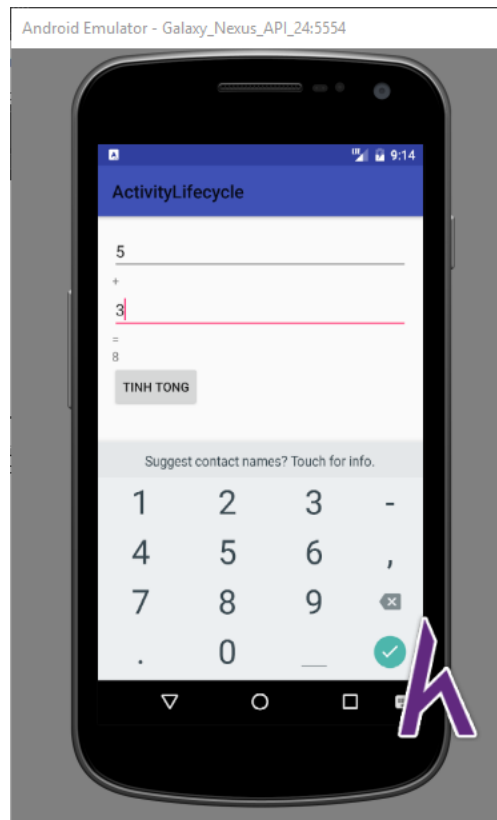 Android Emulator - Galaxy_Nexus_API_24:5554
9:14
ActivityLifecycle
5
+
3
=
8
TINH TONG
Suggest contact names? Touch for info.
1 2 3 -
4 5 6 ,
7 8 9
. 0 _
h